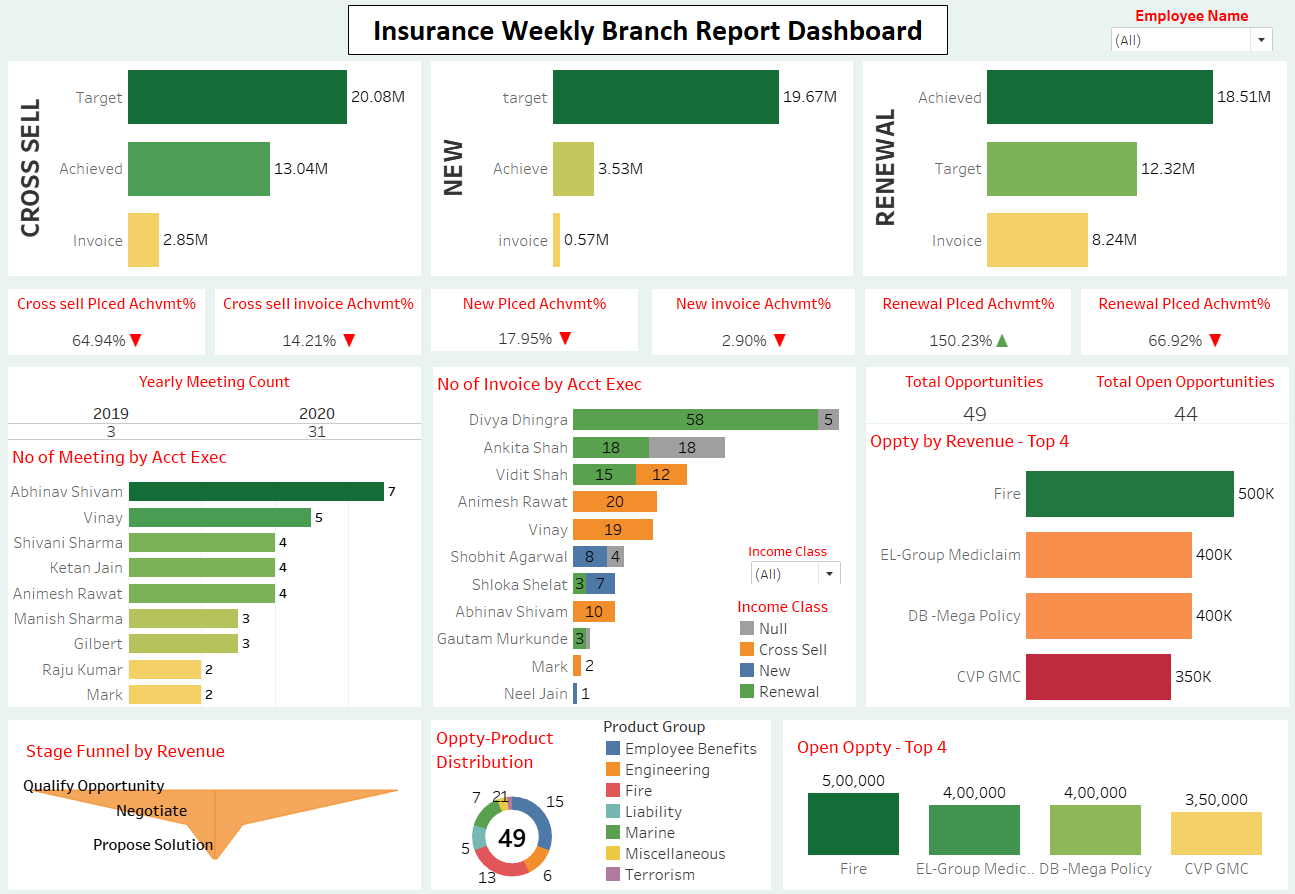 Insurance Weekly Branch Report Dashboard
Employee Name
(All)
CROSS SELL
Target 20.08M
Achieved 13.04M
Invoice 2.85M
NEW
target 19.67M
Achieve 3.53M
invoice 0.57M
RENEWAL
Achieved 18.51M
Target 12.32M
Invoice 8.24M
Cross sell Plced Achvmt%
64.94%
Cross sell invoice Achvmt%
14.21%
New Plced Achvmt%
17.95%
New invoice Achvmt%
2.90%
Renewal Plced Achvmt%
150.23%
Renewal Plced Achvmt%
66.92%
Yearly Meeting Count
2019 2020
3 31
No of Meeting by Acct Exec
Abhinav Shivam 7
Vinay 5
Shivani Sharma 4
Ketan Jain 4
Animesh Rawat 4
Manish Sharma 3
Gilbert 3
Raju Kumar 2
Mark 2
No of Invoice by Acct Exec
Divya Dhingra 58 5
Ankita Shah 18 18
Vidit Shah 15 12
Animesh Rawat 20
Vinay 19
Shobhit Agarwal 8 4
Shloka Shelat 3 7
Abhinav Shivam 10
Gautam Murkunde 3
Mark 2
Neel Jain 1
Income Class
(All)
Income Class
Null
Cross Sell
New
Renewal
Total Opportunities
49
Total Open Opportunities
44
Oppty by Revenue - Top 4
Fire 500K
EL-Group Mediclaim 400K
DB -Mega Policy 400K
CVP GMC 350K
Stage Funnel by Revenue
Qualify Opportunity
Negotiate
Propose Solution
Oppty-Product
Distribution
7 21 15
49
5 13 6
Product Group
Employee Benefits
Engineering
Fire
Liability
Marine
Miscellaneous
Terrorism
Open Oppty - Top 4
5,00,000 4,00,000 4,00,000 3,50,000
Fire EL-Group Medic.. DB -Mega Policy CVP GMC